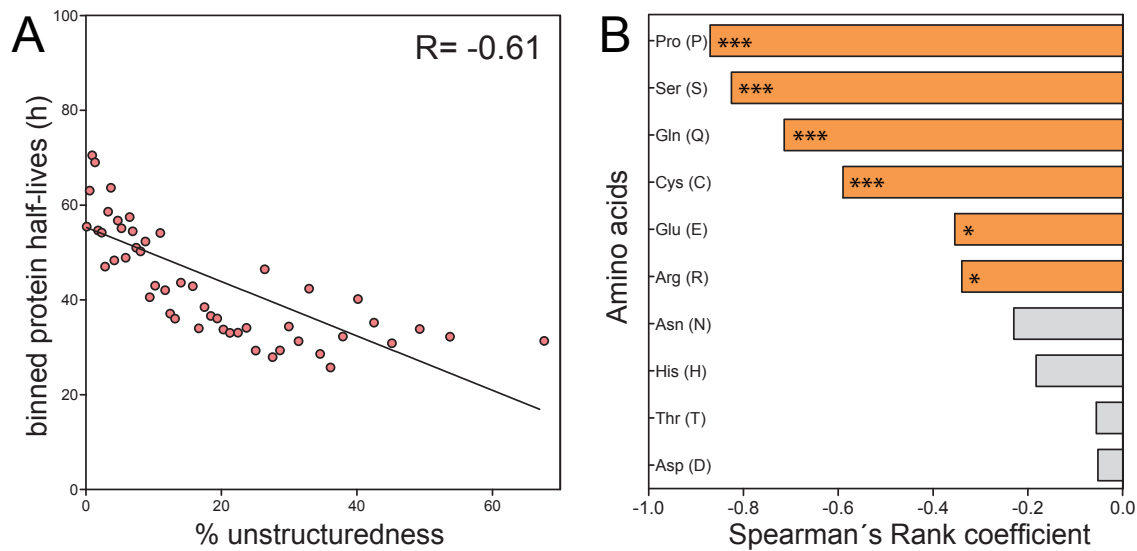 A
R= -0.61
binned protein half-lives (h)
100
80
60
40
20
0
0
20
40
60
% unstructuredness
B
Amino acids
Pro (P)
***
Ser (S)
***
Gln (Q)
***
Cys (C)
***
Glu (E)
*
Arg (R)
*
Asn (N)
His (H)
Thr (T)
Asp (D)
-1.0
-0.8
-0.6
-0.4
-0.2
0.0
Spearman´s Rank coefficient